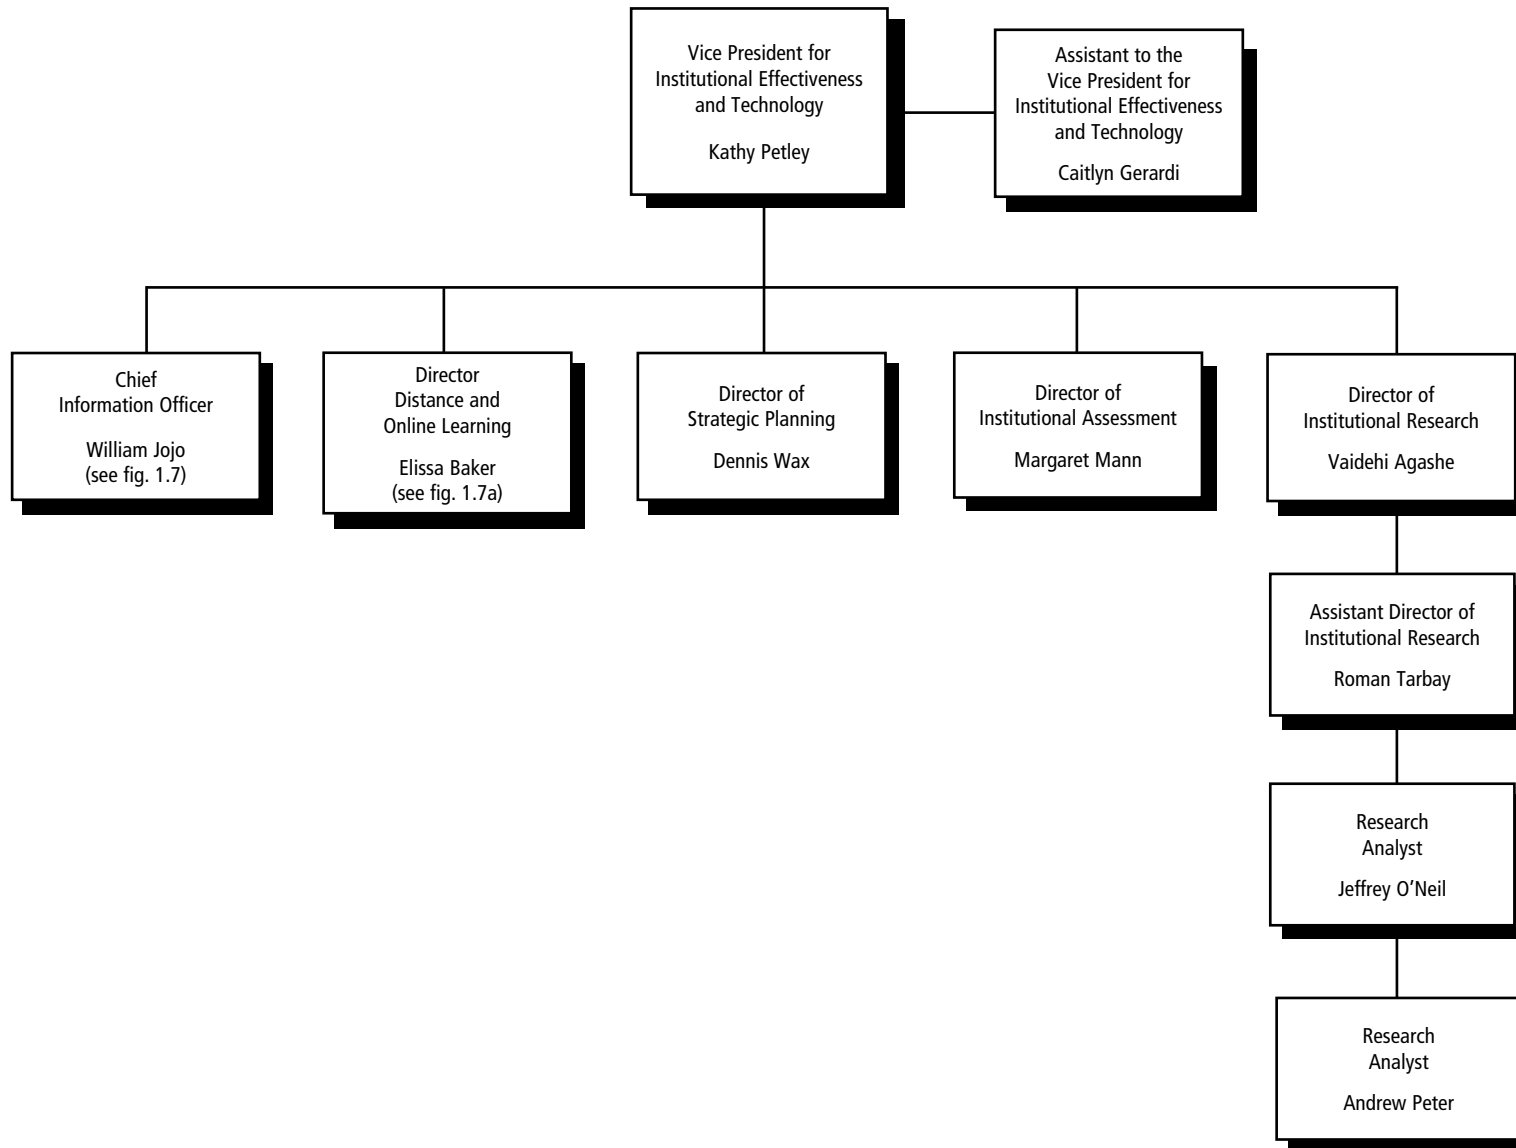 Vice President for
Institutional Effectiveness
and Technology
Kathy Petley
Assistant to the
Vice President for
Institutional Effectiveness
and Technology
Caitlyn Gerardi
Chief
Information Officer
William Jojo
(see fig. 1.7)
Director
Distance and
Online Learning
Elissa Baker
(see fig. 1.7a)
Director of
Strategic Planning
Dennis Wax
Director of
Institutional Assessment
Margaret Mann
Director of
Institutional Research
Vaidehi Agashe
Assistant Director of
Institutional Research
Roman Tarbay
Research
Analyst
Jeffrey O’Neil
Research
Analyst
Andrew Peter